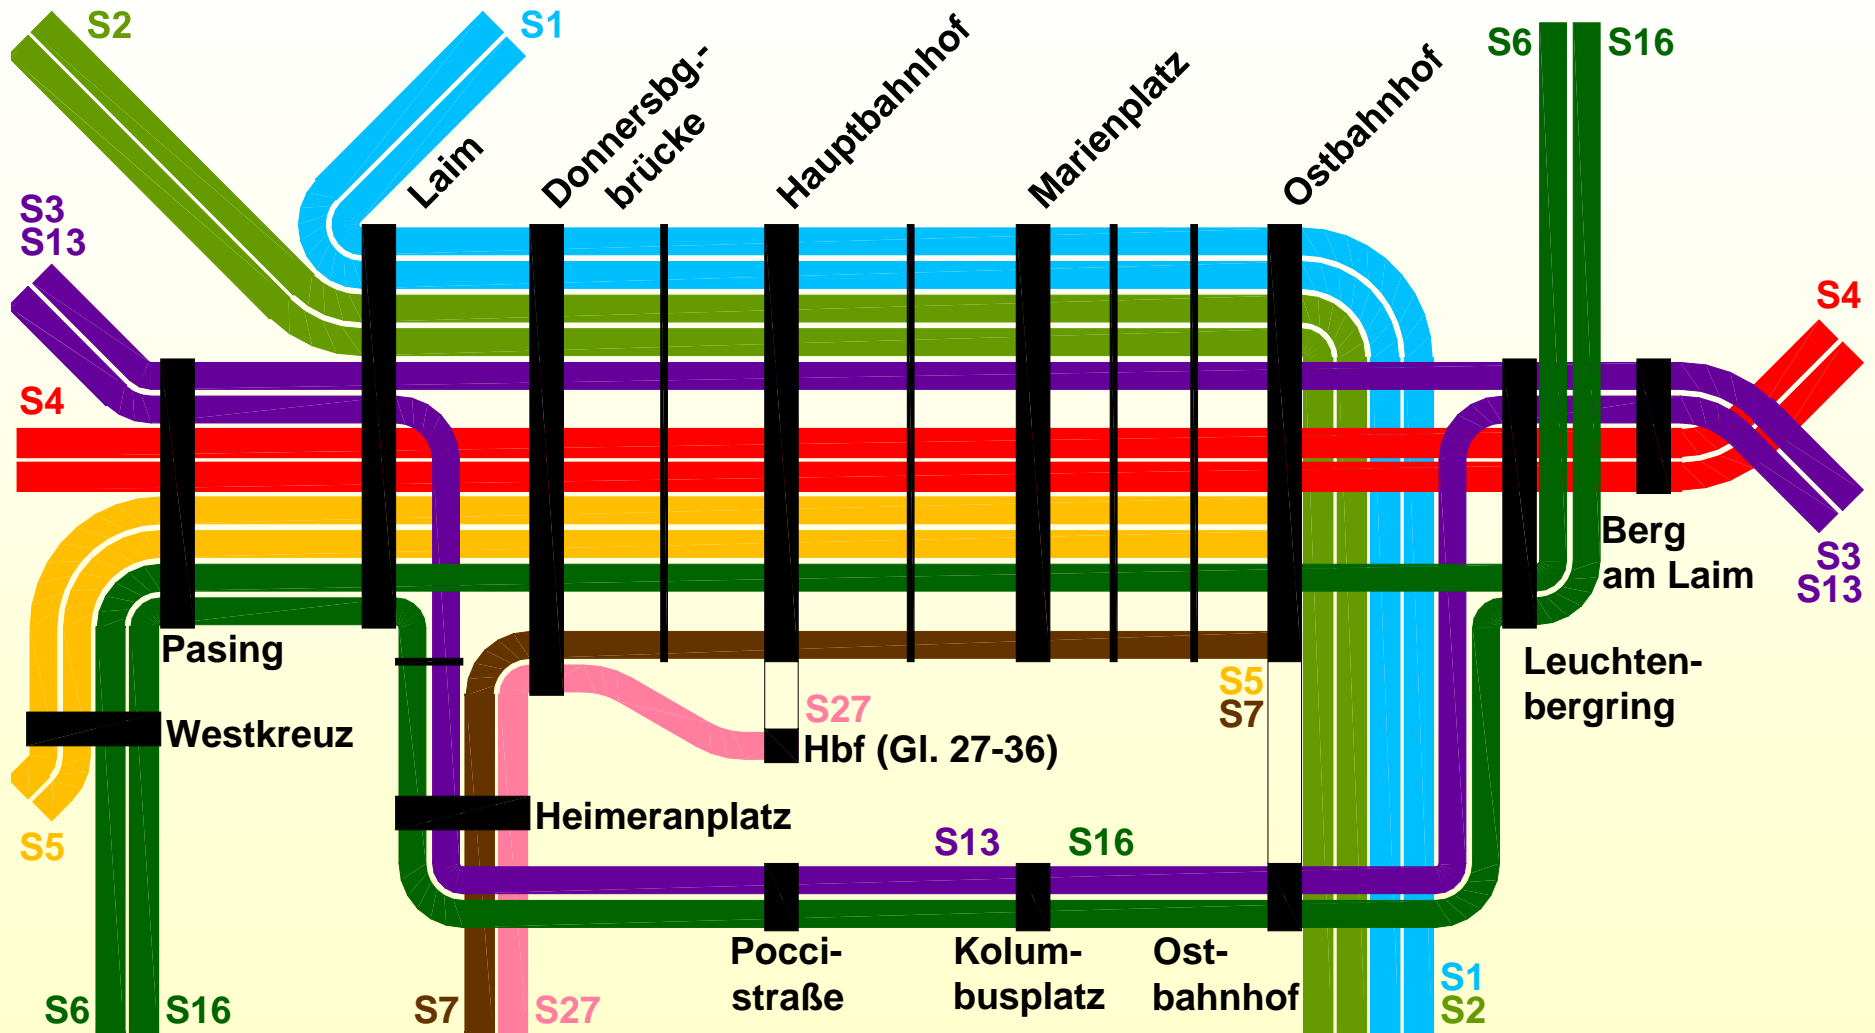 S2
S1
Laim
Donnersbg.-
brücke
Hauptbahnhof
Marienplatz
Ostbahnhof
S6
S16
S3
S13
S4
S4
Berg
am Laim
S3
S13
Pasing
Westkreuz
S5
S27
Hbf (Gl. 27-36)
S5
S7
Leuchten-
bergring
Heimeranplatz
S13
S16
Pocci-
straße
Kolum-
busplatz
Ost-
bahnhof
S6
S16
S7
S27
S1
S2